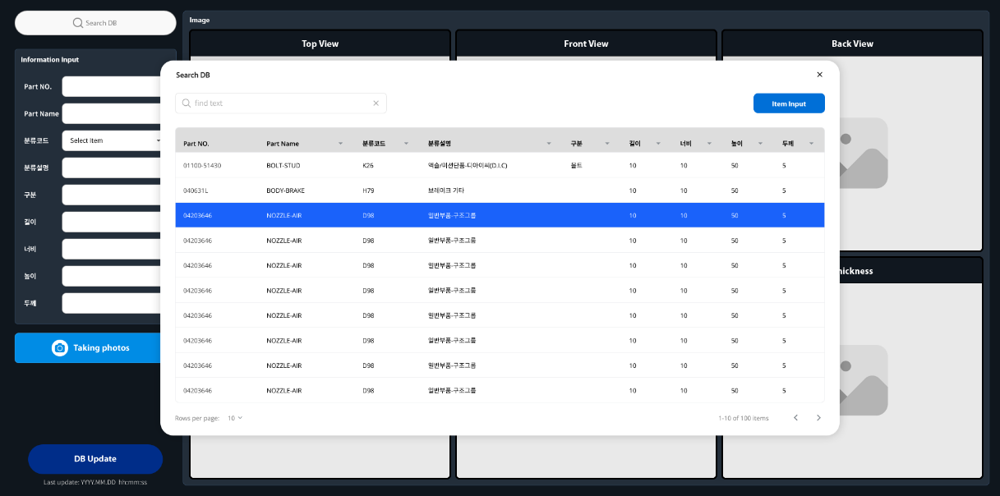 Search DB
Information Input
Part NO.
Part Name
분류코드 Select Item
분류설명
구분
길이
너비
높이
두께
Taking photos
DB Update
Last update: YYYY.MM.DD hh:mm:ss
Image
Top View
Front View
Back View
hickness
Search DB
find text
Item Input
Part NO. Part Name 분류코드 분류설명 구분 길이 너비 높이 두께
01100-51430 BOLT-STUD K26 엑슬/미션단품-디아이씨(D.I.C) 볼트 10 10 50 5
040631L BODY-BRAKE H79 브레이크 기타 10 10 50 5
04203646 NOZZLE-AIR D98 일반부품-구조그룹 10 10 50 5
04203646 NOZZLE-AIR D98 일반부품-구조그룹 10 10 50 5
04203646 NOZZLE-AIR D98 일반부품-구조그룹 10 10 50 5
04203646 NOZZLE-AIR D98 일반부품-구조그룹 10 10 50 5
04203646 NOZZLE-AIR D98 일반부품-구조그룹 10 10 50 5
04203646 NOZZLE-AIR D98 일반부품-구조그룹 10 10 50 5
04203646 NOZZLE-AIR D98 일반부품-구조그룹 10 10 50 5
04203646 NOZZLE-AIR D98 일반부품-구조그룹 10 10 50 5
Rows per page: 10
1-10 of 100 items